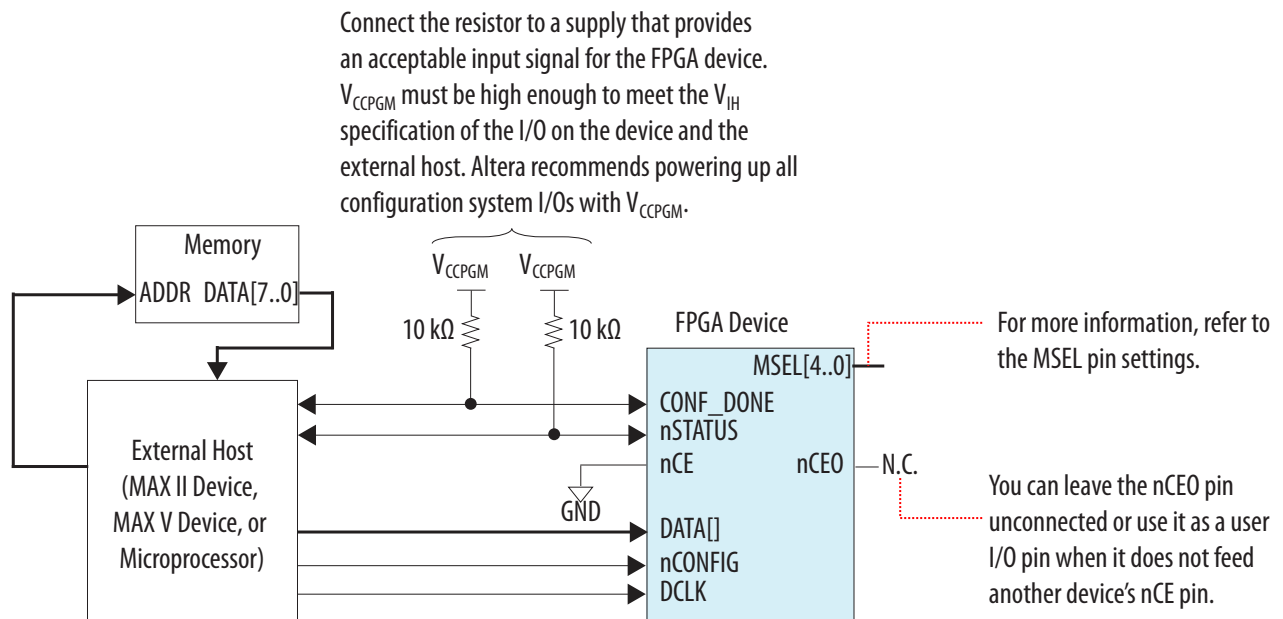 Connect the resistor to a supply that provides
an acceptable input signal for the FPGA device.
VCCPGM must be high enough to meet the VIH
specification of the I/O on the device and the
external host. Altera recommends powering up all
configuration system I/Os with VCCPGM.
Memory
ADDR DATA[7..0]
VCCPGM VCCPGM
10 kΩ 10 kΩ
FPGA Device
MSEL[4..0]
For more information, refer to
the MSEL pin settings.
CONF_DONE
nSTATUS
nCE nCEO N.C.
GND
External Host
(MAX II Device,
MAX V Device, or
Microprocessor)
DATA[]
nCONFIG
DCLK
You can leave the nCEO pin
unconnected or use it as a user
I/O pin when it does not feed
another device's nCE pin.